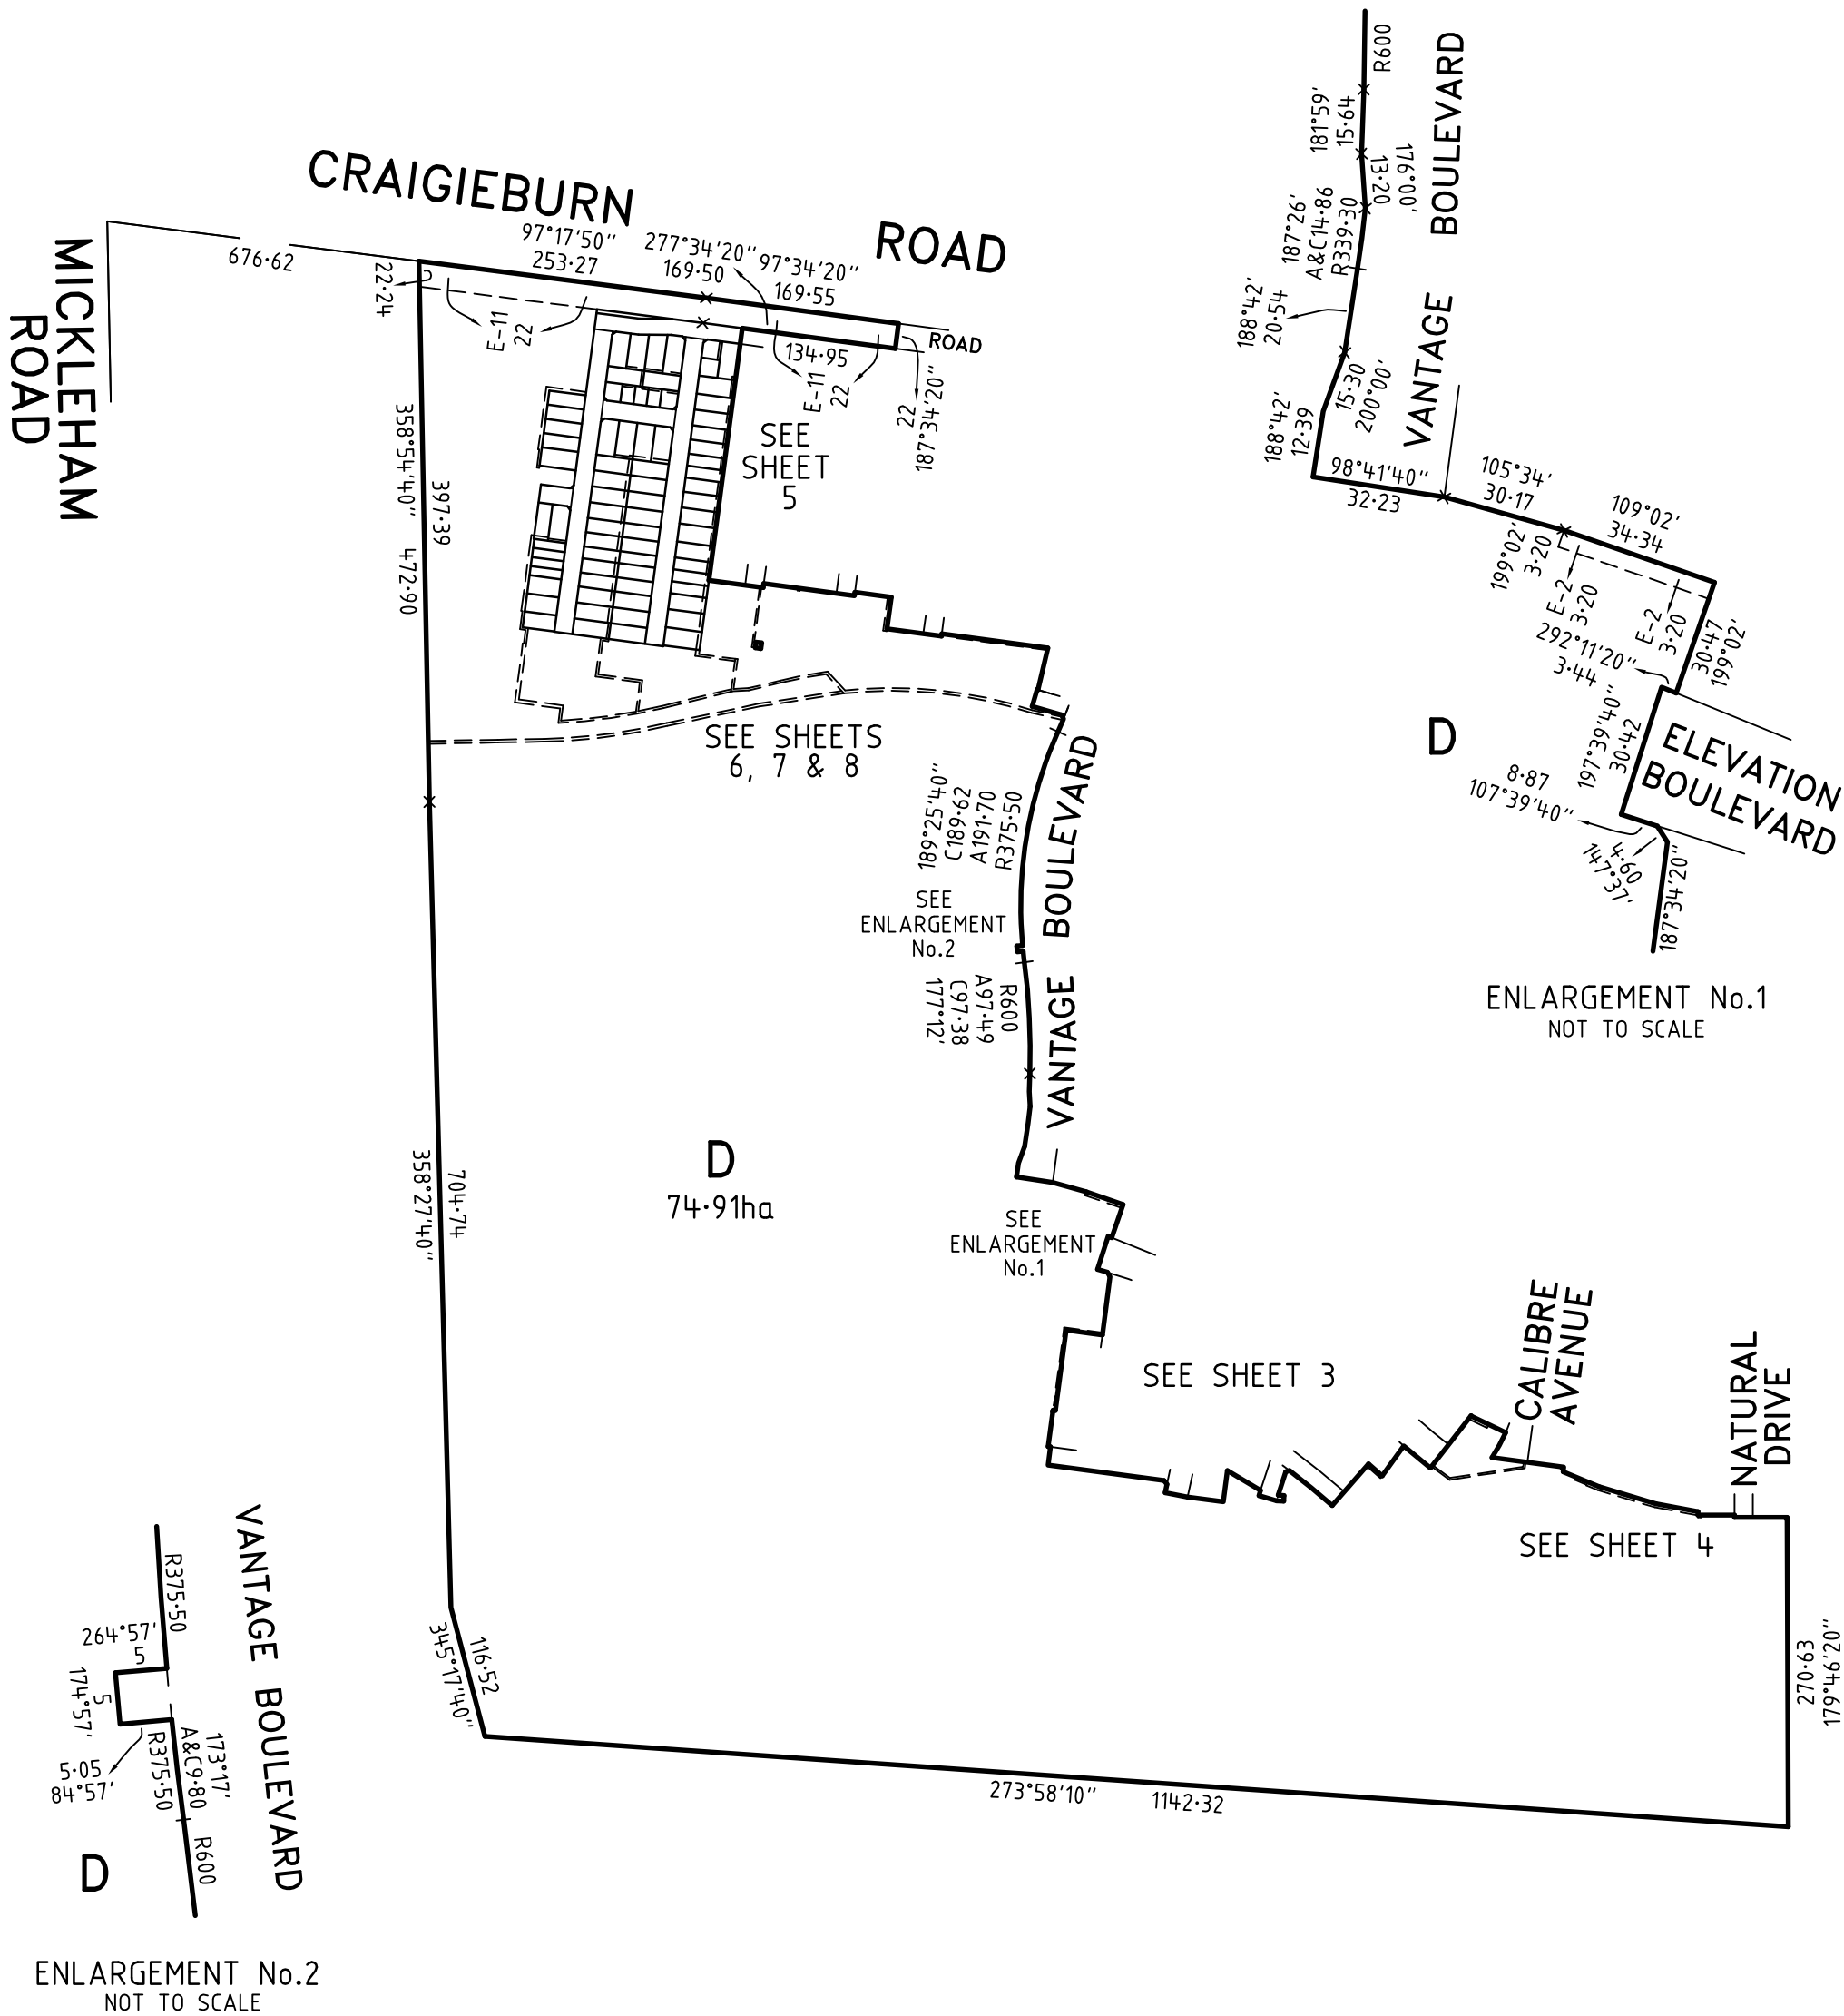 CRAIGIEBURN
ROAD
MICKLEHAM
ROAD
676·62
97°17'50"
253·27
277°34'20"
169·50
97°34'20"
169·55
ROAD
22·24
E-11
22
134·95
E-11
22
22
187°34'20"
358°54'40"
472·90
397·39
SEE
SHEET
5
SEE SHEETS
6, 7 & 8
189°25'40"
C189·62
A191·70
R375·50
VANTAGE BOULEVARD
SEE
ENLARGEMENT
No.2
R600
A97·49
C97·38
177°12'
D
74·91ha
704·74
358°27'40"
SEE
ENLARGEMENT
No.1
SEE SHEET 3
CALIBRE
AVENUE
NATURAL
DRIVE
SEE SHEET 4
116·52
345°17'40"
273°58'10"
1142·32
270·63
179°46'20"
R600
VANTAGE BOULEVARD
181°59'
15·64
176°00'
13·20
187°26'
A&C14·86
R339·30
188°42'
20·54
15·30
200°00'
188°42'
12·39
98°41'40"
32·23
105°34'
30·17
109°02'
34·34
199°02'
3·20
E-2
3·20
E-2
3·20
30·47
199°02'
292°11'20"
3·44
D
197°39'40"
30·42
ELEVATION
BOULEVARD
8·87
107°39'40"
4·60
147°37'
187°34'20"
ENLARGEMENT No.1
NOT TO SCALE
VANTAGE BOULEVARD
R375·50
264°57'
5
5
174°57'
5·05
84°57'
R375·50
A&C9·80
173°17'
R600
D
ENLARGEMENT No.2
NOT TO SCALE